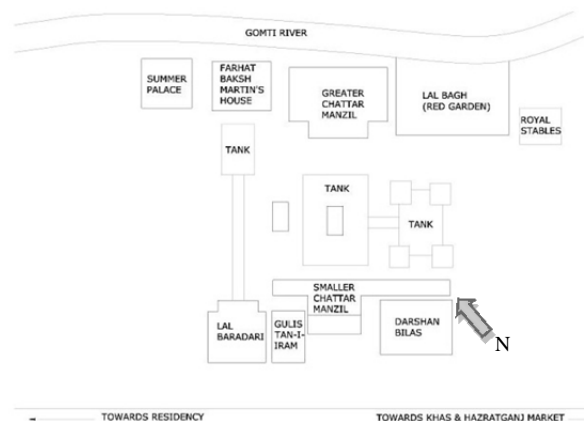 GOMTI RIVER
SUMMER
PALACE
FARHAT
BAKSH
MARTIN'S
HOUSE
GREATER
CHATTAR
MANZIL
LAL BAGH
(RED GARDEN)
ROYAL
STABLES
TANK
TANK
TANK
SMALLER
CHATTAR
MANZIL
LAL
BARADARI
GULIS
TAN-I-
IRAM
DARSHAN
BILAS
N
TOWARDS RESIDENCY
TOWARDS KHAS & HAZRATGANJ MARKET